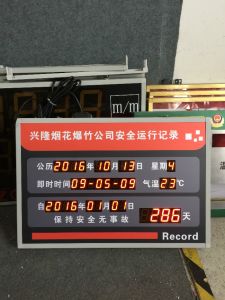 m/m
兴隆烟花爆竹公司安全运行记录
公历2016年10月13日 星期4
即时时间09-05-09 气温23℃
自2016年01月01日
保持安全无事故 286天
Record